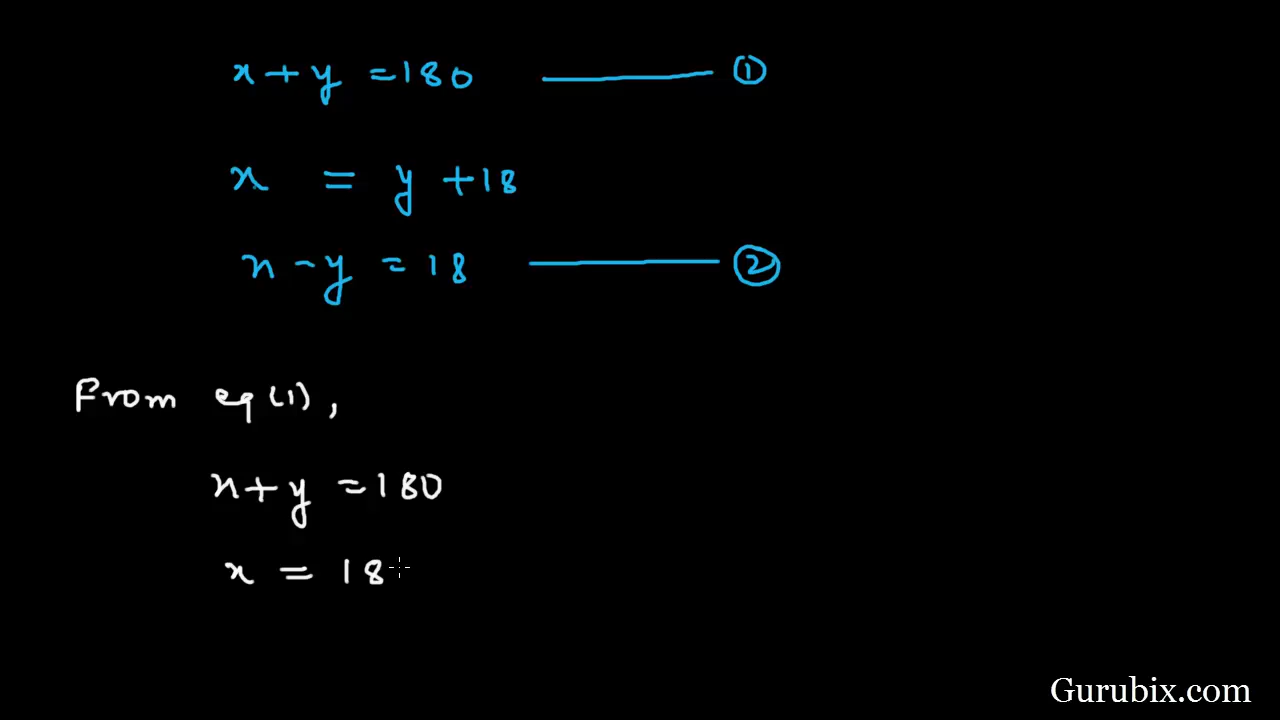 x + y = 180 ——— ①
x = y + 18
x - y = 18 ——— ②
From eq (1),
x + y = 180
x = 18
Gurubix.com